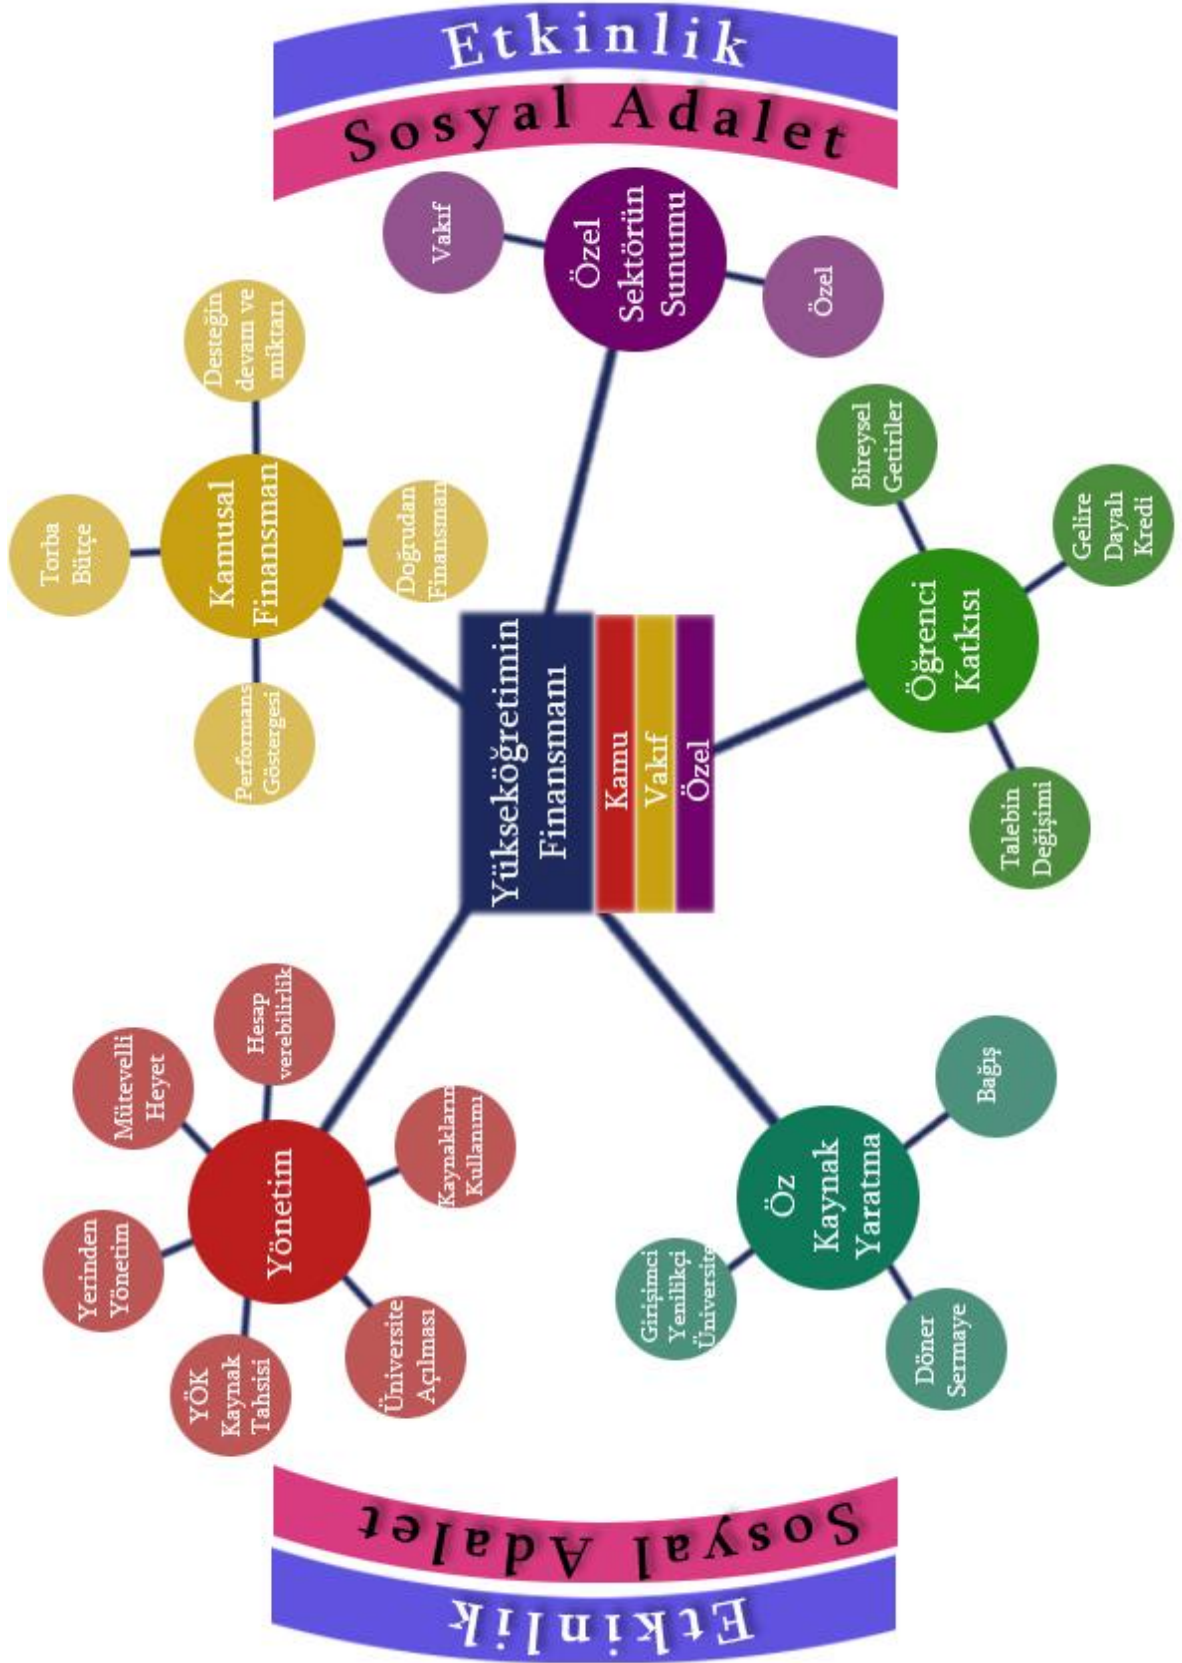 Etkinlik
Sosyal Adalet
Vakıf
Özel
Sektörün
Sunumu
Özel
Desteğin
devam ve
miktarı
Kamusal
Finansman
Torba
Bütçe
Doğrudan
Finansman
Performans
Göstergesi
Bireysel
Getiriler
Öğrenci
Katkısı
Gelire
Dayalı
Kredi
Talebin
Değişimi
Yükseköğretimin
Finansmanı
Kamu
Vakıf
Özel
Yönetim
Hesap
verebilirlik
Mütevelli
Heyet
Yerinden
Yönetim
YÖK
Kaynak
Tahsisi
Üniversite
Açılması
Kaynakların
Kullanımı
Öz
Kaynak
Yaratma
Bağış
Girişimci
Yenilikçi
Üniversite
Döner
Sermaye
Sosyal Adalet
Etkinlik